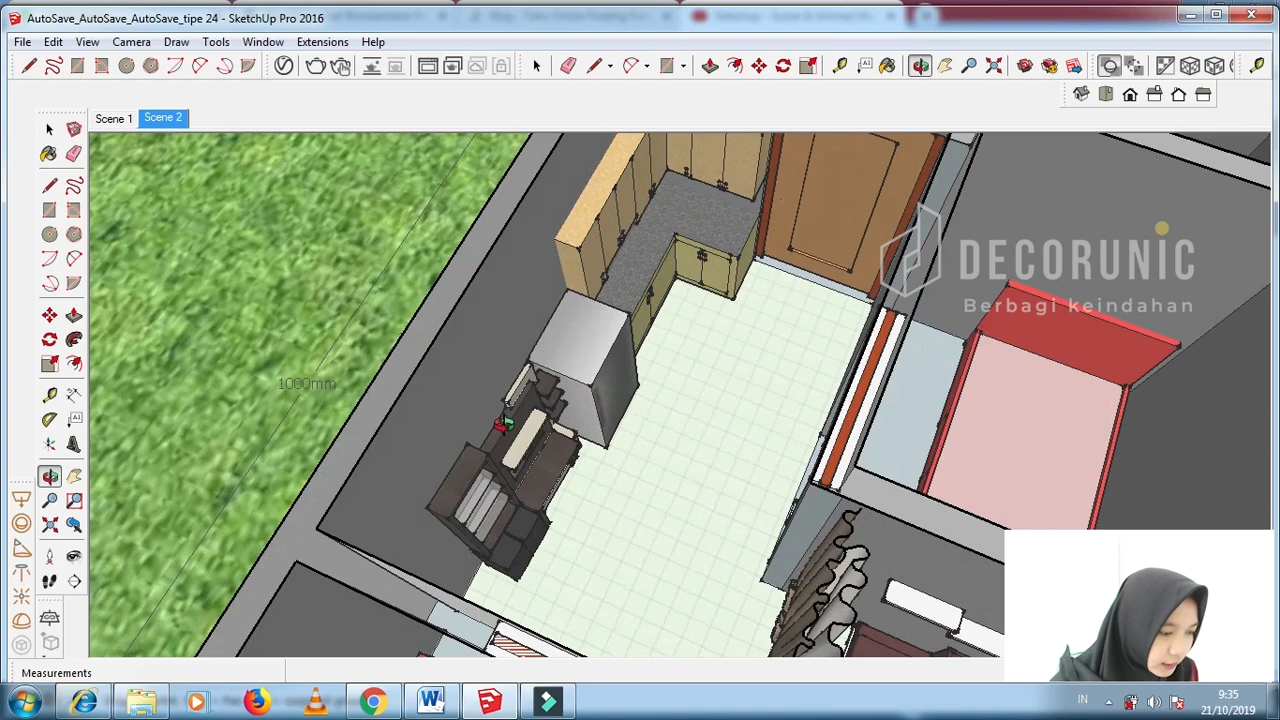 AutoSave_AutoSave_AutoSave_tipe 24 - SketchUp Pro 2016
File Edit View Camera Draw Tools Window Extensions Help
Scene 1 Scene 2
DECORUNIC
Berbagi keindahan
1000mm
Measurements
IN
9:35
21/10/2019